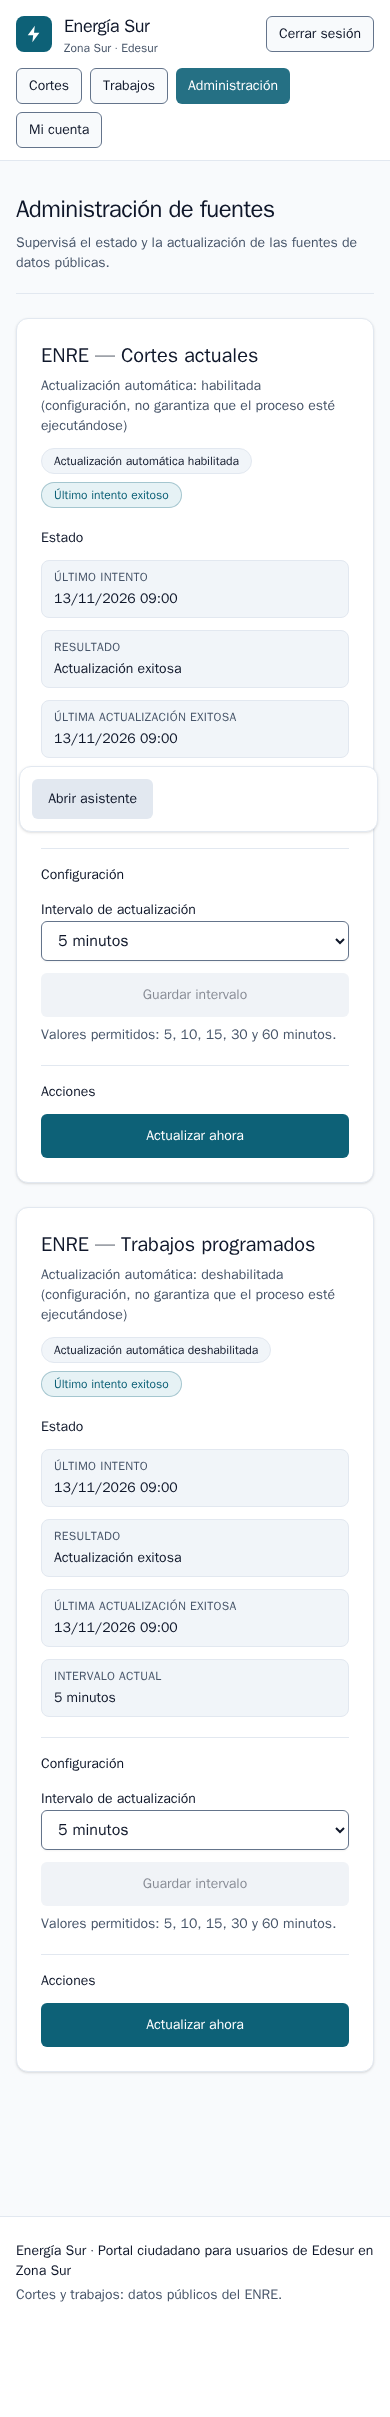 Energía Sur
Zona Sur · Edesur
Cerrar sesión
Cortes
Trabajos
Administración
Mi cuenta
Administración de fuentes
Supervisá el estado y la actualización de las fuentes de
datos públicas.
ENRE — Cortes actuales
Actualización automática: habilitada
(configuración, no garantiza que el proceso esté
ejecutándose)
Actualización automática habilitada
Último intento exitoso
Estado
ÚLTIMO INTENTO
13/11/2026 09:00
RESULTADO
Actualización exitosa
ÚLTIMA ACTUALIZACIÓN EXITOSA
13/11/2026 09:00
Abrir asistente
Configuración
Intervalo de actualización
5 minutos
Guardar intervalo
Valores permitidos: 5, 10, 15, 30 y 60 minutos.
Acciones
Actualizar ahora
ENRE — Trabajos programados
Actualización automática: deshabilitada
(configuración, no garantiza que el proceso esté
ejecutándose)
Actualización automática deshabilitada
Último intento exitoso
Estado
ÚLTIMO INTENTO
13/11/2026 09:00
RESULTADO
Actualización exitosa
ÚLTIMA ACTUALIZACIÓN EXITOSA
13/11/2026 09:00
INTERVALO ACTUAL
5 minutos
Configuración
Intervalo de actualización
5 minutos
Guardar intervalo
Valores permitidos: 5, 10, 15, 30 y 60 minutos.
Acciones
Actualizar ahora
Energía Sur · Portal ciudadano para usuarios de Edesur en
Zona Sur
Cortes y trabajos: datos públicos del ENRE.